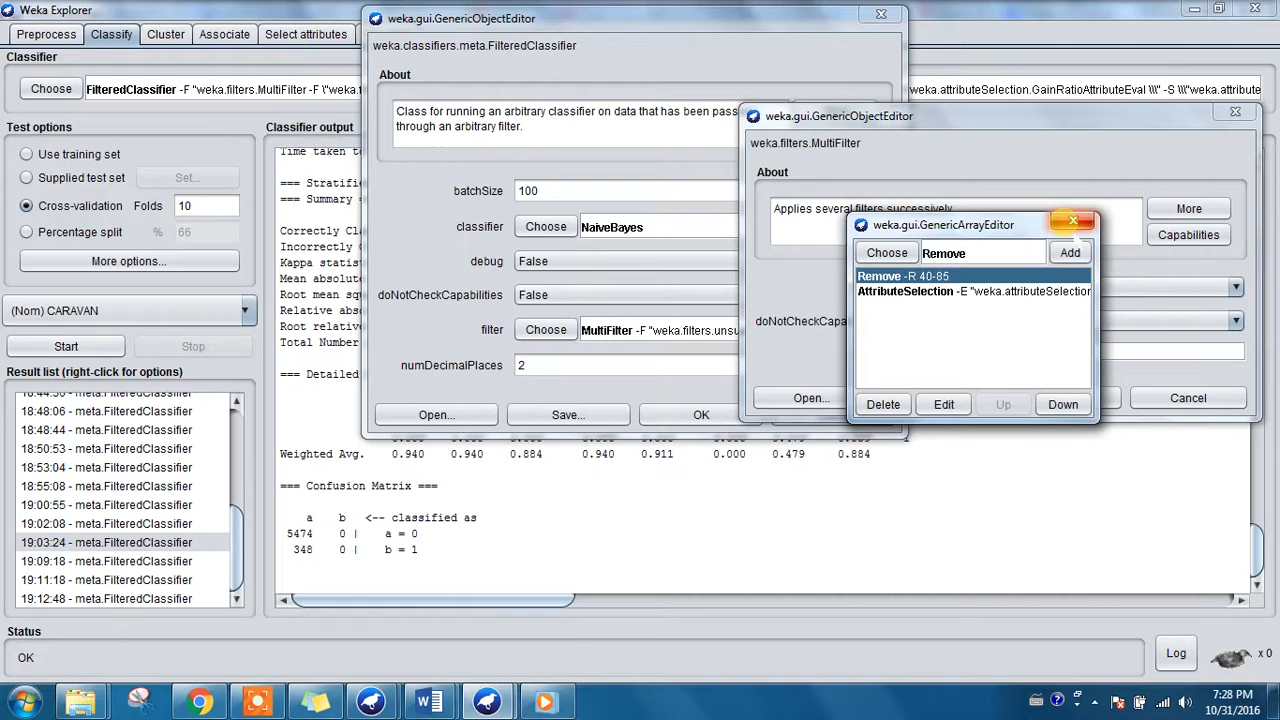 Weka Explorer
Preprocess Classify Cluster Associate Select attributes
Classifier
Choose FilteredClassifier -F "weka.filters.MultiFilter -F \"weka.
weka.attributeSelection.GainRatioAttributeEval \\\" -S \\\"weka.attribute
Test options
Use training set
Supplied test set Set...
Cross-validation Folds 10
Percentage split % 66
More options...
(Nom) CARAVAN
Start Stop
Result list (right-click for options)
18:48:06 - meta.FilteredClassifier
18:48:44 - meta.FilteredClassifier
18:50:53 - meta.FilteredClassifier
18:53:04 - meta.FilteredClassifier
18:55:08 - meta.FilteredClassifier
19:00:55 - meta.FilteredClassifier
19:02:08 - meta.FilteredClassifier
19:03:24 - meta.FilteredClassifier
19:09:18 - meta.FilteredClassifier
19:11:18 - meta.FilteredClassifier
19:12:48 - meta.FilteredClassifier
Classifier output
Time taken to
=== Stratifie
=== Summary =
Correctly Cla
Incorrectly C
Kappa statist
Mean absolute
Root mean squ
Relative abso
Root relative
Total Number
=== Detailed
Weighted Avg. 0.940 0.940 0.884 0.940 0.911 0.000 0.479 0.884
=== Confusion Matrix ===
a b <-- classified as
5474 0 | a = 0
348 0 | b = 1
weka.gui.GenericObjectEditor
weka.classifiers.meta.FilteredClassifier
About
Class for running an arbitrary classifier on data that has been pass
through an arbitrary filter.
batchSize 100
classifier Choose NaiveBayes
debug False
doNotCheckCapabilities False
filter Choose MultiFilter -F "weka.filters.unsu
numDecimalPlaces 2
Open... Save... OK
weka.gui.GenericObjectEditor
weka.filters.MultiFilter
About
Applies several filters successively.
More
Capabilities
doNotCheckCapa
Open... Cancel
weka.gui.GenericArrayEditor
Choose Remove Add
Remove -R 40-85
AttributeSelection -E "weka.attributeSelection
Delete Edit Up Down
Status
OK
Log x 0
7:28 PM
10/31/2016